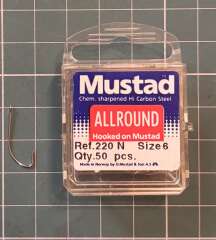 Mustad
Chem. sharpened Hi Carbon Steel
ALLROUND
Hooked on Mustad
Ref.220 N Size 6
Qty.50 pcs.
Made in Norway by O.Mustad & Son A.S